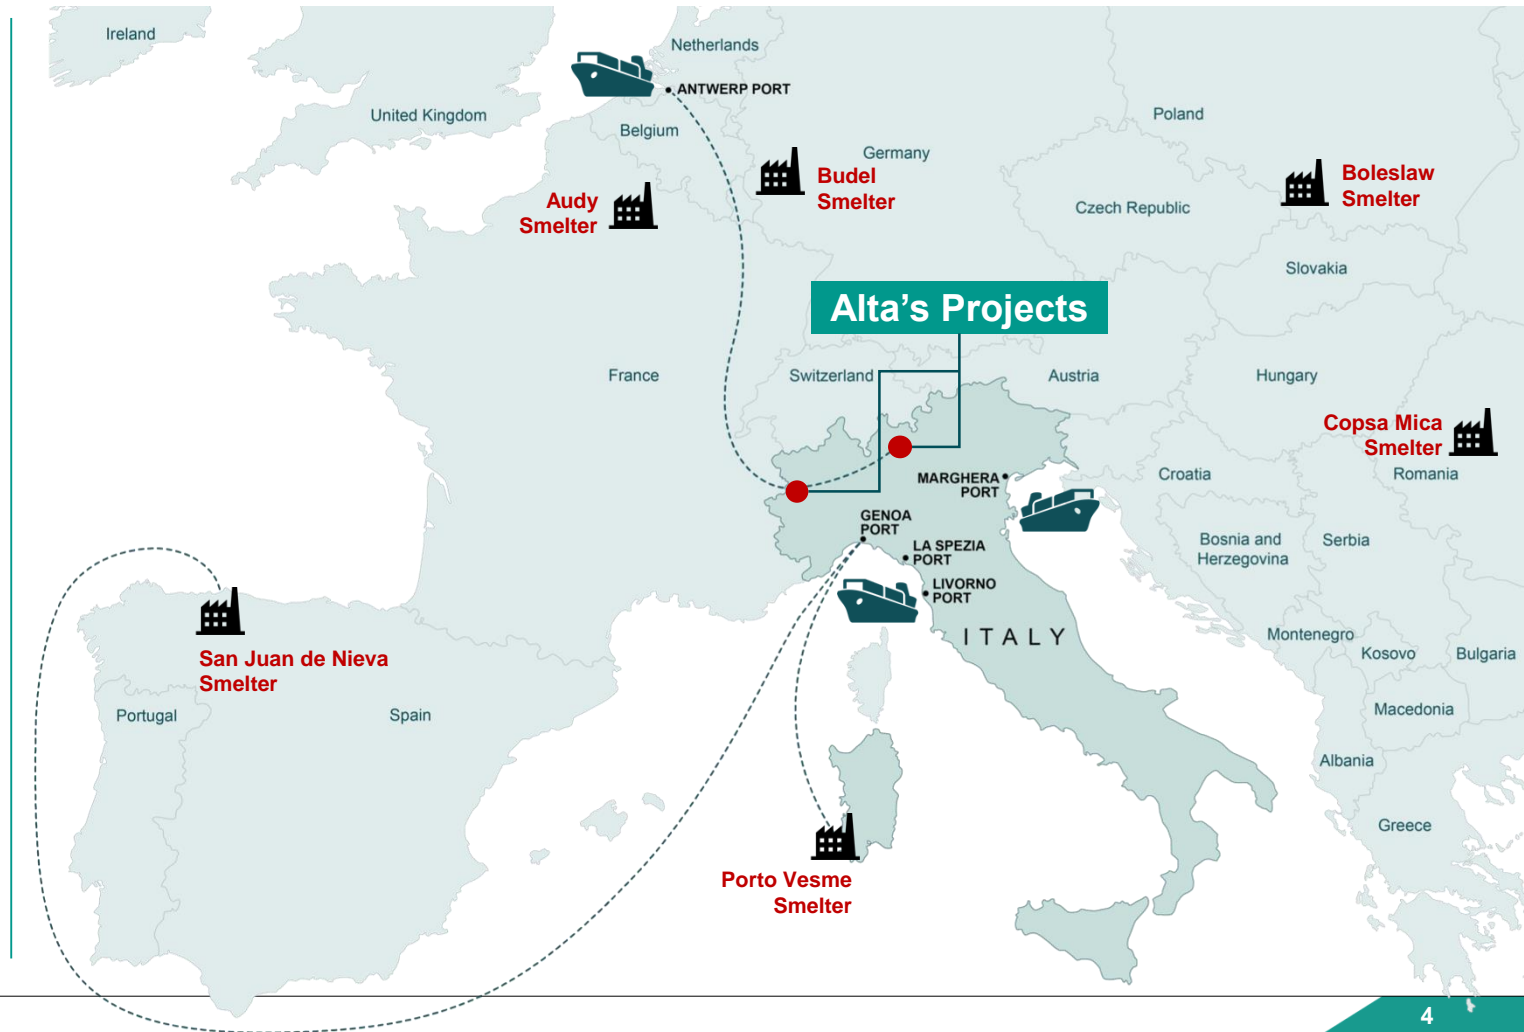 Ireland
Netherlands
ANTWERP PORT
United Kingdom
Poland
Belgium
Germany
Audy
Smelter
Budel
Smelter
Boleslaw
Smelter
Czech Republic
Slovakia
Alta's Projects
France
Switzerland
Austria
Hungary
Copsa Mica
Smelter
MARGHERA
PORT
Croatia
Romania
GENOA
PORT
LA SPEZIA
PORT
Bosnia and
Herzegovina
Serbia
LIVORNO
PORT
ITALY
San Juan de Nieva
Smelter
Montenegro
Kosovo
Bulgaria
Portugal
Spain
Macedonia
Albania
Greece
Porto Vesme
Smelter
4